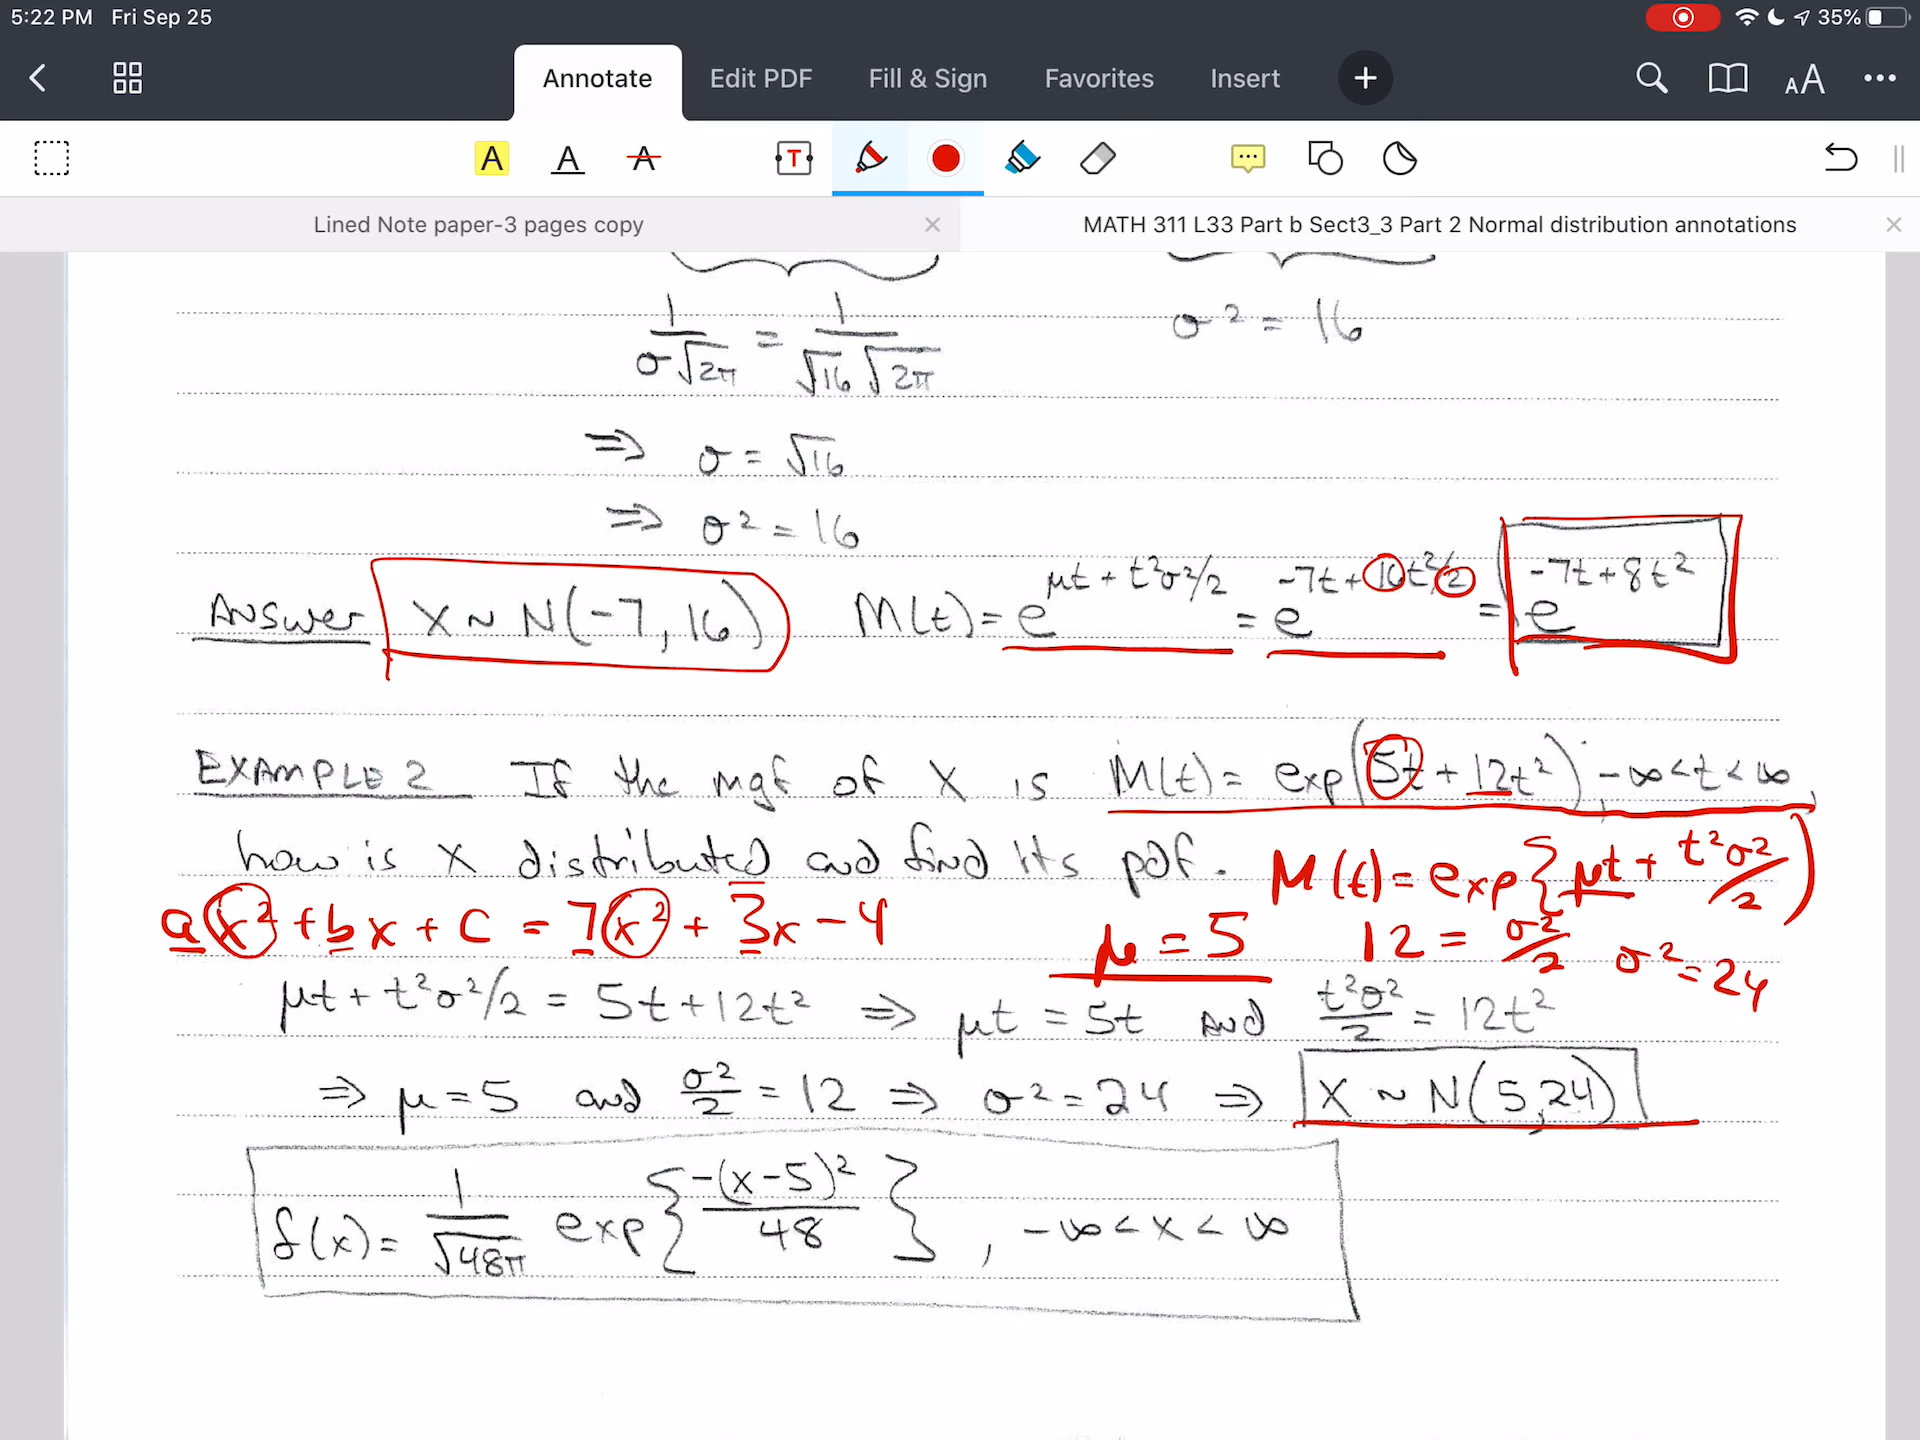 5:22 PM Fri Sep 25 35%
Annotate Edit PDF Fill & Sign Favorites Insert + AA
A A A T
Lined Note paper-3 pages copy MATH 311 L33 Part b Sect3_3 Part 2 Normal distribution annotations
1/(σ√2π) = 1/(√16 √2π) σ² = 16
⇒ σ = √16
⇒ σ² = 16
Answer X ~ N(-7, 16) M(t) = e^(μt + t²σ²/2) = e^(-7t + 16t²/2) = e^(-7t + 8t²)
EXAMPLE 2 If the mgf of X is M(t) = exp(5t + 12t²), -∞ < t < ∞,
how is X distributed and find its pdf. M(t) = exp{μt + t²σ²/2)
ax² + bx + c = 7x² + 3x - 4 μ = 5 12 = σ²/2 σ² = 24
μt + t²σ²/2 = 5t + 12t² ⇒ μt = 5t and t²σ²/2 = 12t²
⇒ μ = 5 and σ²/2 = 12 ⇒ σ² = 24 ⇒ X ~ N(5, 24)
f(x) = 1/√48π exp{-(x-5)²/48}, -∞ < x < ∞